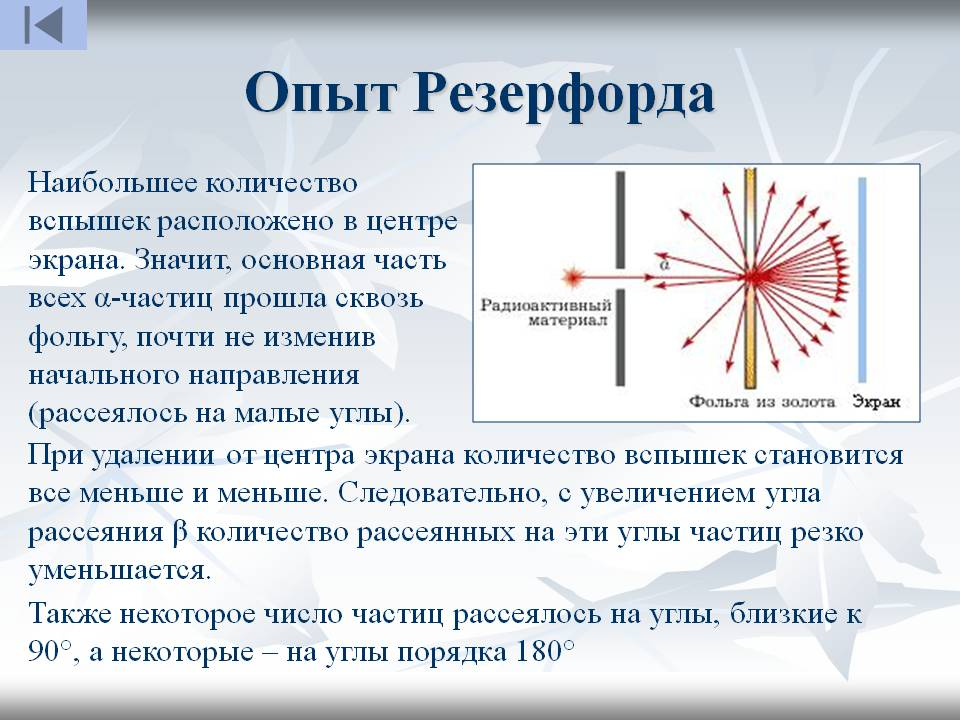 Опыт Резерфорда
Наибольшее количество
вспышек расположено в центре
экрана. Значит, основная часть
всех α-частиц прошла сквозь
фольгу, почти не изменив
начального направления
(рассеялось на малые углы).
α
Радиоактивный
материал
Фольга из золота
Экран
При удалении от центра экрана количество вспышек становится
все меньше и меньше. Следовательно, с увеличением угла
рассеяния β количество рассеянных на эти углы частиц резко
уменьшается.
Также некоторое число частиц рассеялось на углы, близкие к
90°, а некоторые – на углы порядка 180°